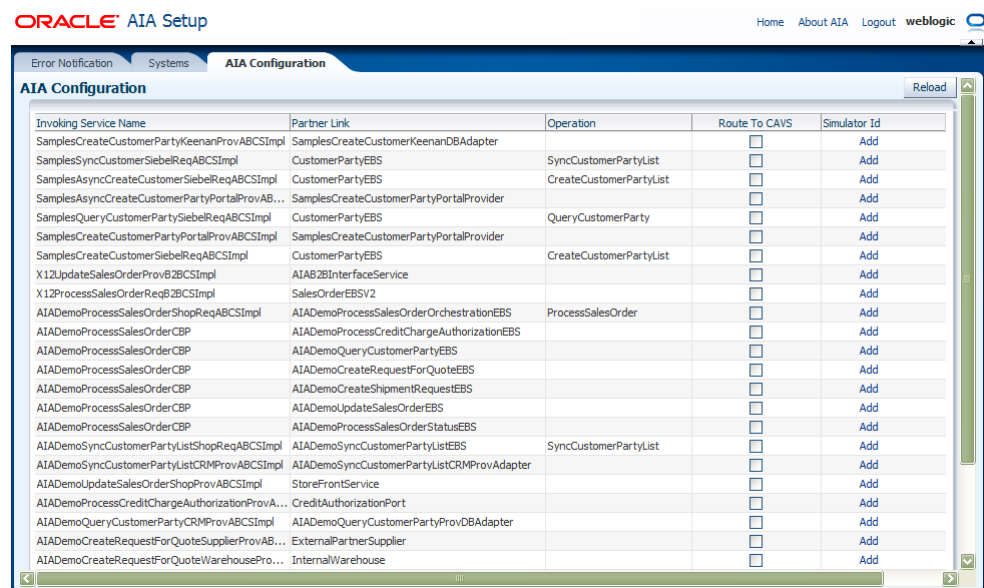 ORACLE AIA Setup
Home About AIA Logout weblogic
Error Notification Systems AIA Configuration
AIA Configuration Reload
Invoking Service Name Partner Link Operation Route To CAVS Simulator Id
SamplesCreateCustomerPartyKeenanProvABCSImpl SamplesCreateCustomerKeenanDBAdapter Add
SamplesSyncCustomerSiebelReqABCSImpl CustomerPartyEBS SyncCustomerPartyList Add
SamplesAsyncCreateCustomerSiebelReqABCSImpl CustomerPartyEBS CreateCustomerPartyList Add
SamplesAsyncCreateCustomerPartyPortalProvAB... SamplesCreateCustomerPartyPortalProvider Add
SamplesQueryCustomerPartySiebelReqABCSImpl CustomerPartyEBS QueryCustomerParty Add
SamplesCreateCustomerPartyPortalProvABCSImpl SamplesCreateCustomerPartyPortalProvider Add
SamplesCreateCustomerSiebelReqABCSImpl CustomerPartyEBS CreateCustomerPartyList Add
X12UpdateSalesOrderProvB2BCSImpl AIAB2BInterfaceService Add
X12ProcessSalesOrderReqB2BCSImpl SalesOrderEBSV2 Add
AIADemoProcessSalesOrderShopReqABCSImpl AIADemoProcessSalesOrderOrchestrationEBS ProcessSalesOrder Add
AIADemoProcessSalesOrderCBP AIADemoProcessCreditChargeAuthorizationEBS Add
AIADemoProcessSalesOrderCBP AIADemoQueryCustomerPartyEBS Add
AIADemoProcessSalesOrderCBP AIADemoCreateRequestForQuoteEBS Add
AIADemoProcessSalesOrderCBP AIADemoCreateShipmentRequestEBS Add
AIADemoProcessSalesOrderCBP AIADemoUpdateSalesOrderEBS Add
AIADemoProcessSalesOrderCBP AIADemoProcessSalesOrderStatusEBS Add
AIADemoSyncCustomerPartyListShopReqABCSImpl AIADemoSyncCustomerPartyListEBS SyncCustomerPartyList Add
AIADemoSyncCustomerPartyListCRMProvABCSImpl AIADemoSyncCustomerPartyListCRMProvAdapter Add
AIADemoUpdateSalesOrderShopProvABCSImpl StoreFrontService Add
AIADemoProcessCreditChargeAuthorizationProvA... CreditAuthorizationPort Add
AIADemoQueryCustomerPartyCRMProvABCSImpl AIADemoQueryCustomerPartyProvDBAdapter Add
AIADemoCreateRequestForQuoteSupplierProvAB... ExternalPartnerSupplier Add
AIADemoCreateRequestForQuoteWarehousePro... InternalWarehouse Add